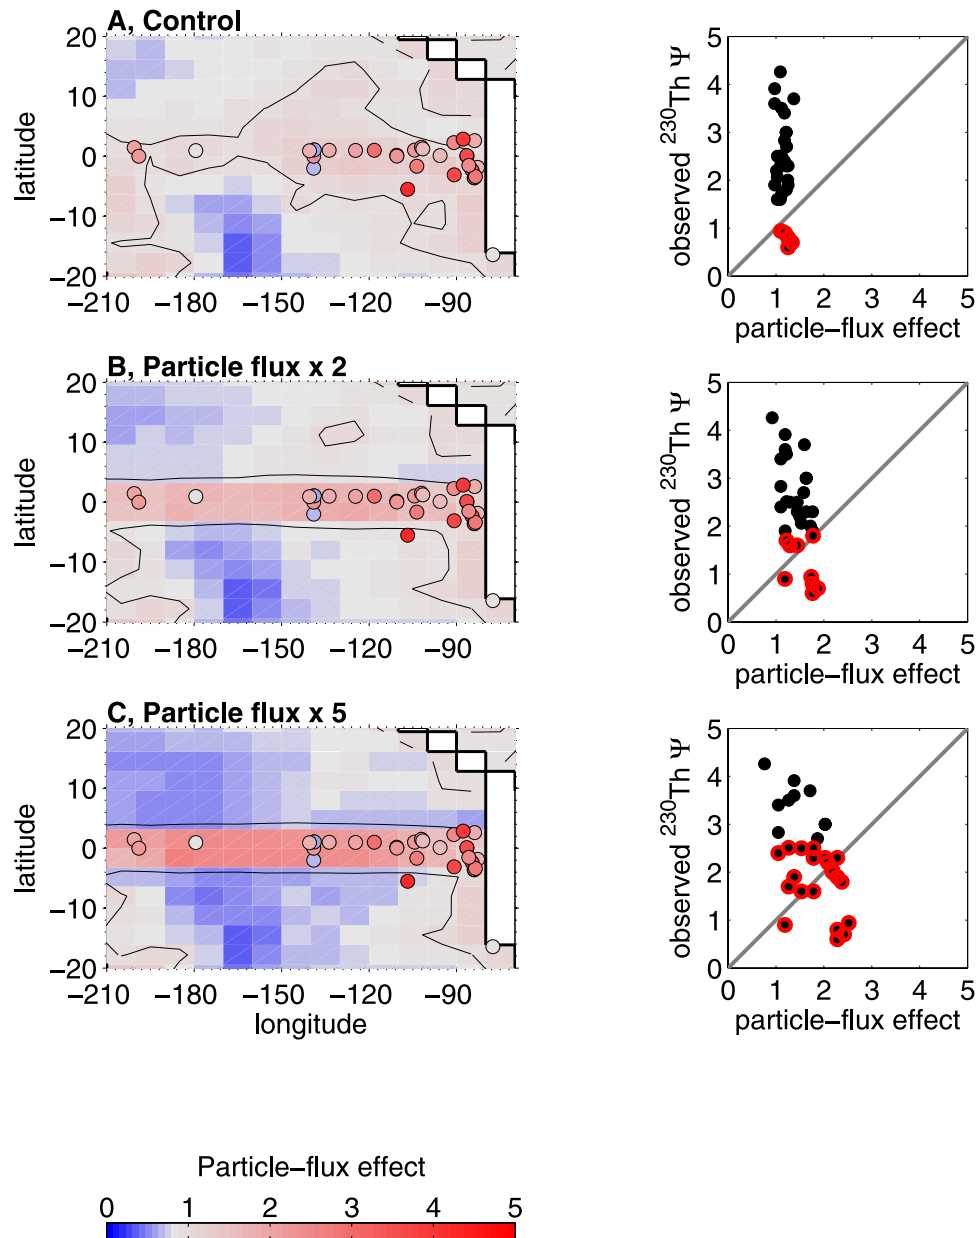 A, Control
20
10
0
−10
−20
latitude
−210 −180 −150 −120 −90
5
4
3
2
1
0
observed ²³⁰Th Ψ
0 1 2 3 4 5
particle−flux effect
B, Particle flux x 2
20
10
0
−10
−20
latitude
−210 −180 −150 −120 −90
5
4
3
2
1
0
observed ²³⁰Th Ψ
0 1 2 3 4 5
particle−flux effect
C, Particle flux x 5
20
10
0
−10
−20
latitude
−210 −180 −150 −120 −90
longitude
5
4
3
2
1
0
observed ²³⁰Th Ψ
0 1 2 3 4 5
particle−flux effect
Particle−flux effect
0 1 2 3 4 5